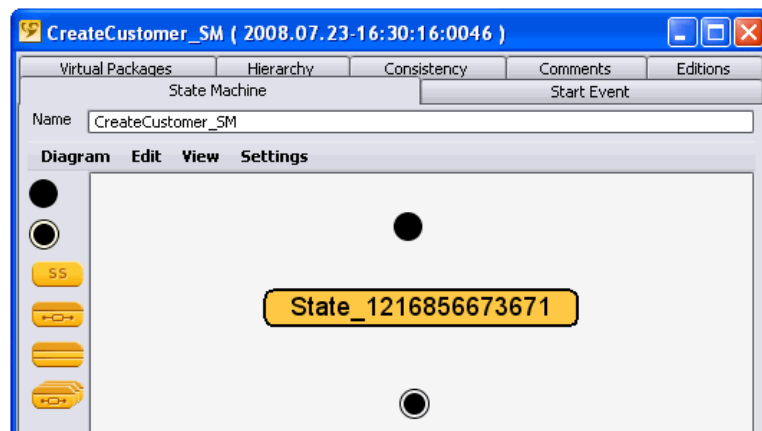 CreateCustomer_SM ( 2008.07.23-16:30:16:0046 )
Virtual Packages Hierarchy Consistency Comments Editions
State Machine Start Event
Name CreateCustomer_SM
Diagram Edit View Settings
SS
State_1216856673671